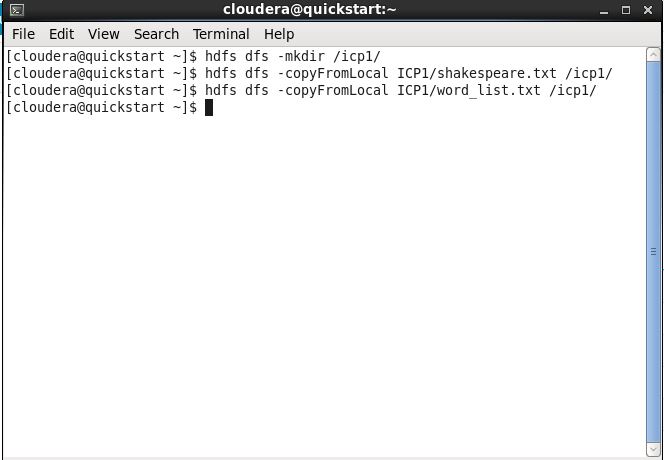 cloudera@quickstart:~
File Edit View Search Terminal Help
[cloudera@quickstart ~]$ hdfs dfs -mkdir /icp1/
[cloudera@quickstart ~]$ hdfs dfs -copyFromLocal ICP1/shakespeare.txt /icp1/
[cloudera@quickstart ~]$ hdfs dfs -copyFromLocal ICP1/word_list.txt /icp1/
[cloudera@quickstart ~]$